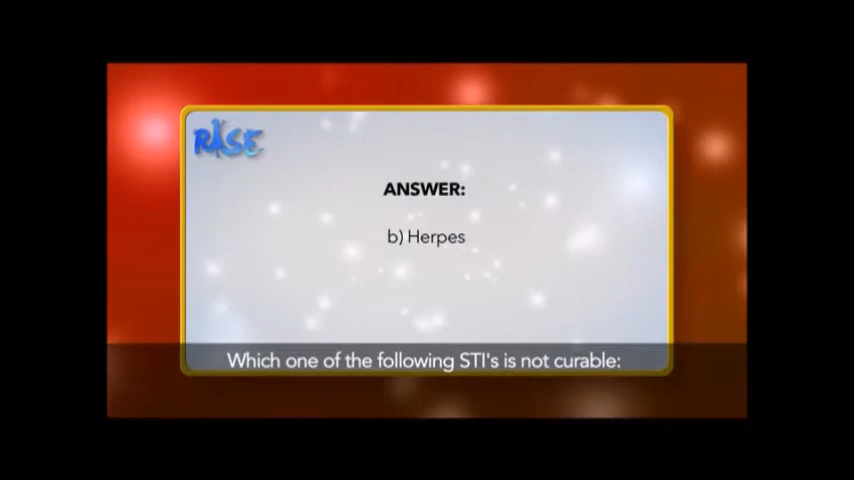 RISE
ANSWER:
b) Herpes
Which one of the following STI's is not curable: